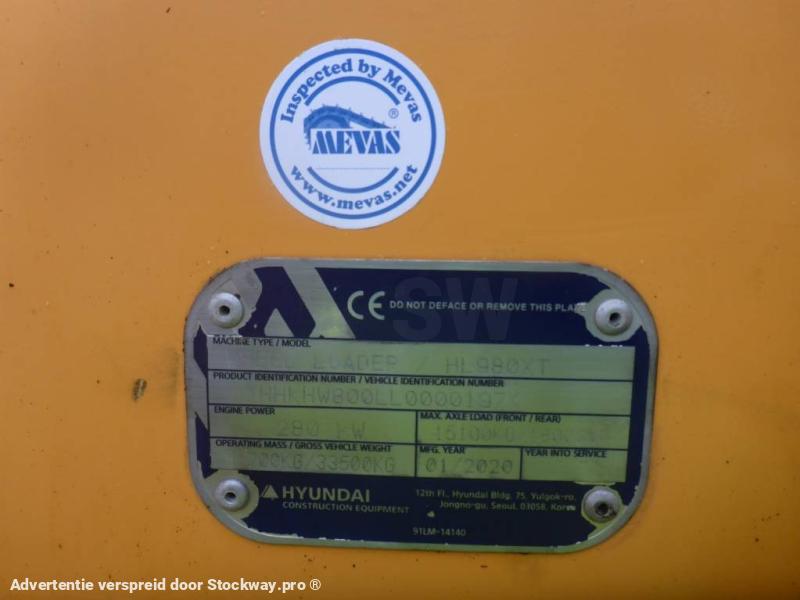 Inspected by Mevas
MEVAS®
www.mevas.net
CE DO NOT DEFACE OR REMOVE THIS PLATE
SW
MACHINE TYPE / MODEL
LOADER / HL980XT
PRODUCT IDENTIFICATION NUMBER / VEHICLE IDENTIFICATION NUMBER
ENGINE POWER MAX. AXLE LOAD (FRONT / REAR)
280 KW
OPERATING MASS / GROSS VEHICLE WEIGHT MFG. YEAR YEAR INTO SERVICE
/33500KG 01/2020
HYUNDAI
CONSTRUCTION EQUIPMENT
12th Fl., Hyundai Bldg. 75, Yulgok-ro,
Jongno-gu, Seoul, 03058, Korea
91LM-14140
Advertentie verspreid door Stockway.pro ®